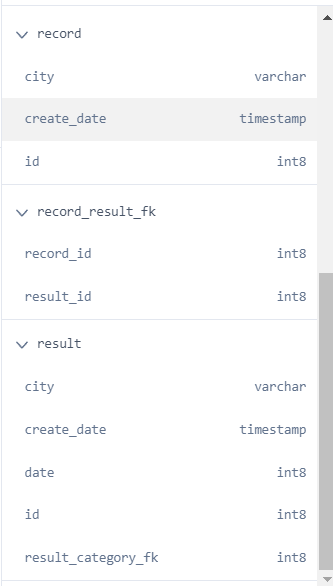 record
city varchar
create_date timestamp
id int8
record_result_fk
record_id int8
result_id int8
result
city varchar
create_date timestamp
date int8
id int8
result_category_fk int8